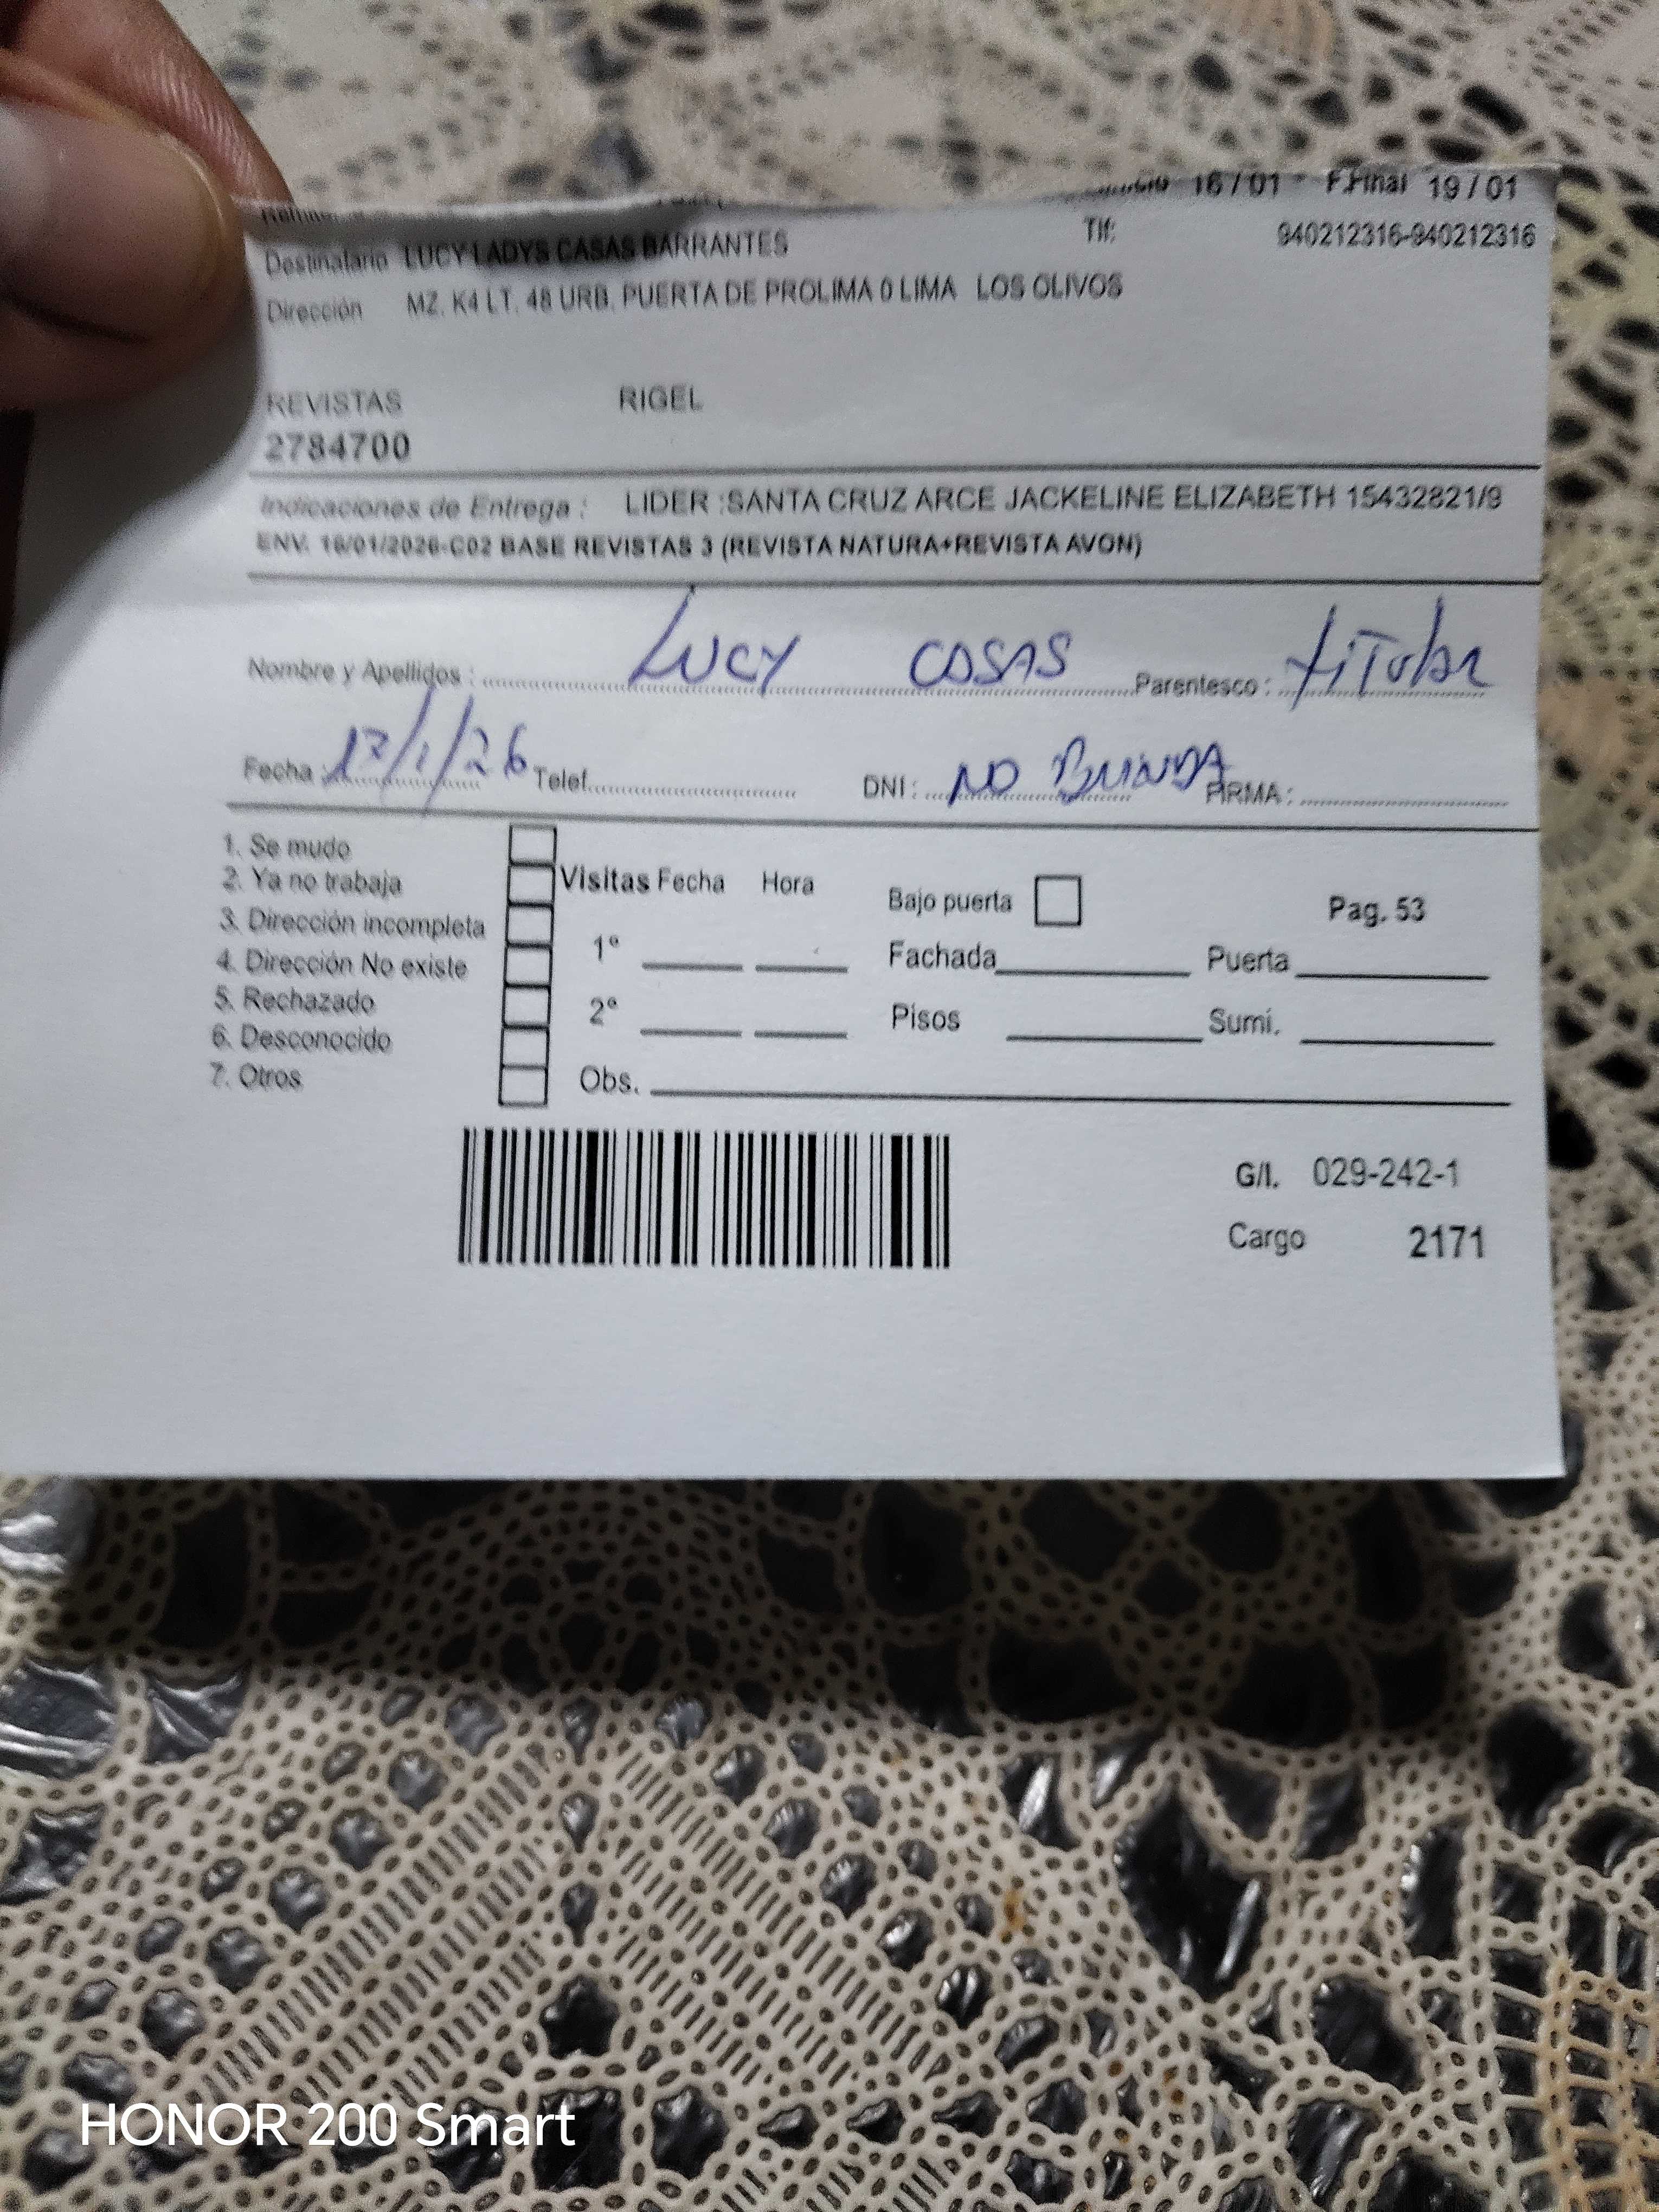 16 / 01 F.Final 19 / 01
Destinatario LUCY LADYS CASAS BARRANTES Tlf: 940212316-940212316
Dirección MZ. K4 LT. 48 URB. PUERTA DE PROLIMA 0 LIMA LOS OLIVOS
REVISTAS RIGEL
2784700
Indicaciones de Entrega : LIDER :SANTA CRUZ ARCE JACKELINE ELIZABETH 15432821/9
ENV. 16/01/2026-C02 BASE REVISTAS 3 (REVISTA NATURA+REVISTA AVON)
Nombre y Apellidos : LUCY COSAS Parentesco : titular
Fecha : 17/1/26 Telef. DNI : NO BRINDA FIRMA :
1. Se mudo
2. Ya no trabaja Visitas Fecha Hora Bajo puerta Pag. 53
3. Dirección incompleta 1° Fachada Puerta
4. Dirección No existe
5. Rechazado 2° Pisos Sumi.
6. Desconocido
7. Otros Obs.
G/I. 029-242-1
Cargo 2171
HONOR 200 Smart